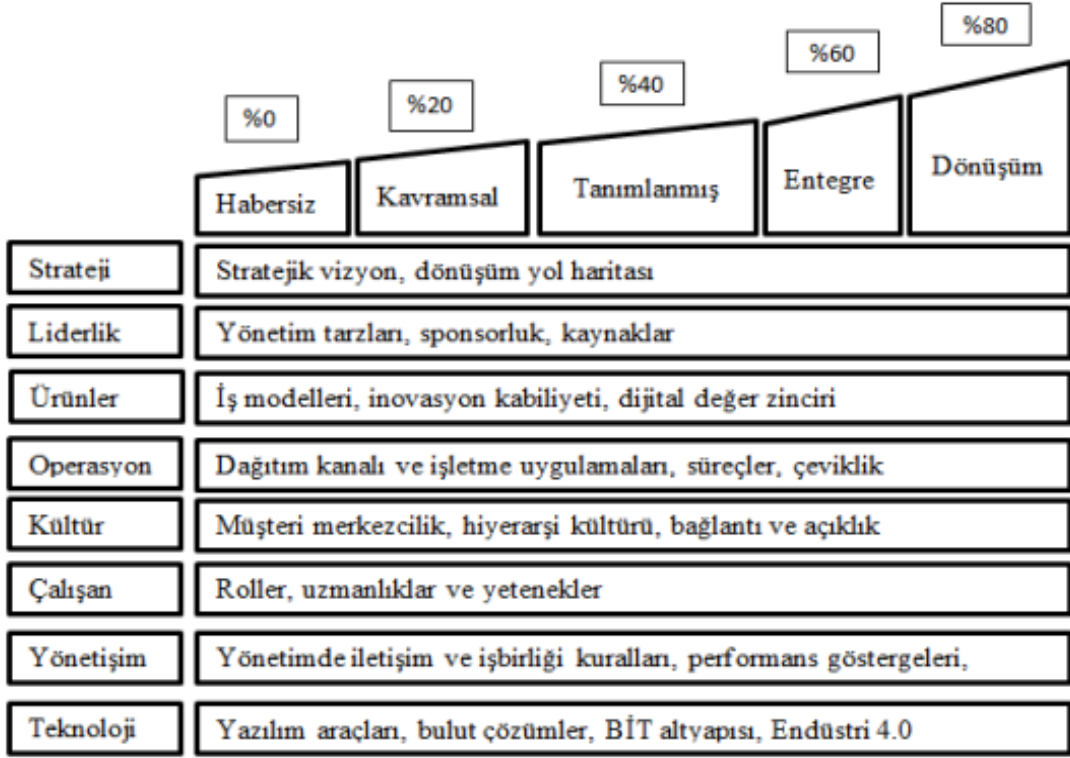 %0
%20
%40
%60
%80
Habersiz
Kavramsal
Tanımlanmış
Entegre
Dönüşüm
Strateji
Stratejik vizyon, dönüşüm yol haritası
Liderlik
Yönetim tarzları, sponsorluk, kaynaklar
Ürünler
İş modelleri, inovasyon kabiliyeti, dijital değer zinciri
Operasyon
Dağıtım kanalı ve işletme uygulamaları, süreçler, çeviklik
Kültür
Müşteri merkezcilik, hiyerarşi kültürü, bağlantı ve açıklık
Çalışan
Roller, uzmanlıklar ve yetenekler
Yönetişim
Yönetimde iletişim ve işbirliği kuralları, performans göstergeleri,
Teknoloji
Yazılım araçları, bulut çözümler, BİT altyapısı, Endüstri 4.0